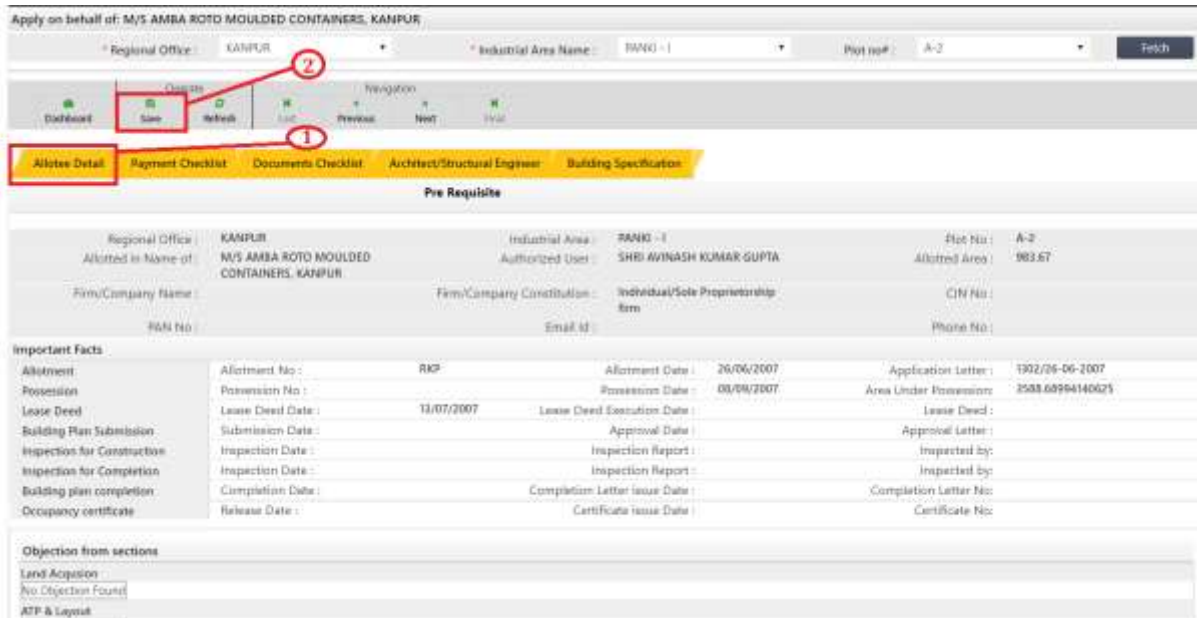 Apply on behalf of: M/S AMBA ROTO MOULDED CONTAINERS, KANPUR
* Regional Office : KANPUR * Industrial Area Name : PANKI - I Plot no# : A-2 Fetch
2
Operate Navigation
Dashboard Save Refresh Previous Next
1
Allotee Detail Payment Checklist Documents Checklist Architect/Structural Engineer Building Specification
Pre Requisite
Regional Office : KANPUR Industrial Area : PANKI - I Plot No : A-2
Allotted in Name of : M/S AMBA ROTO MOULDED CONTAINERS, KANPUR Authorized User : SHRI AVINASH KUMAR GUPTA Allotted Area : 983.67
Firm/Company Name : Firm/Company Constitution : Individual/Sole Proprietorship firm CIN No :
PAN No : Email Id : Phone No :
Important Facts
Allotment Allotment No : RKP Allotment Date : 26/06/2007 Application Letter : 1302/26-06-2007
Possession Possession No : Possession Date : 08/09/2007 Area Under Possession: 3588.68994140625
Lease Deed Lease Deed Date : 13/07/2007 Lease Deed Execution Date : Lease Deed :
Building Plan Submission Submission Date : Approval Date : Approval Letter :
Inspection for Construction Inspection Date : Inspection Report : Inspected by:
Inspection for Completion Inspection Date : Inspection Report : Inspected by:
Building plan completion Completion Date : Completion Letter issue Date : Completion Letter No:
Occupancy certificate Release Date : Certificate issue Date : Certificate No:
Objection from sections
Land Acqusion
No Objection Found
ATP & Layout